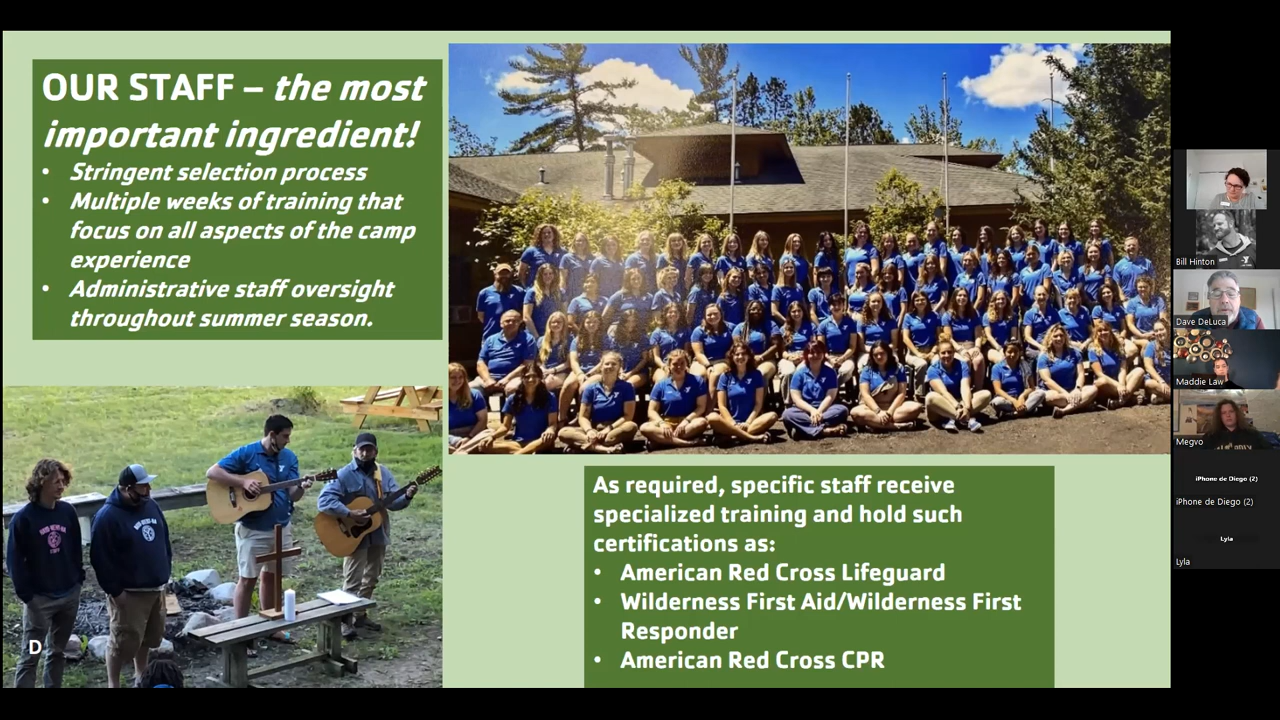 OUR STAFF – the most
important ingredient!
• Stringent selection process
• Multiple weeks of training that
focus on all aspects of the camp
experience
• Administrative staff oversight
throughout summer season.
D
As required, specific staff receive
specialized training and hold such
certifications as:
• American Red Cross Lifeguard
• Wilderness First Aid/Wilderness First
Responder
• American Red Cross CPR
Bill Hinton
Dave DeLuca
Maddie Law
Megvo
iPhone de Diego (2)
iPhone de Diego (2)
Lyla
Lyla